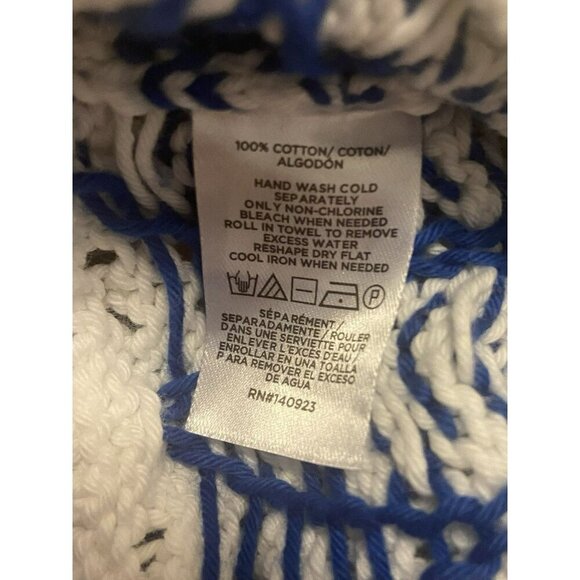 100% COTTON/ COTON/
ALGODÓN
HAND WASH COLD
SEPARATELY
ONLY NON-CHLORINE
BLEACH WHEN NEEDED
ROLL IN TOWEL TO REMOVE
EXCESS WATER
RESHAPE DRY FLAT
COOL IRON WHEN NEEDED
P
SÉPARÉMENT/
SEPARADAMENTE/ ROULER
DANS UNE SERVIETTE POUR
ENLEVER L'EXCÈS D'EAU/
ENROLLAR EN UNA TOALLA
PARA REMOVER EL EXCESO
DE AGUA
RN#140923